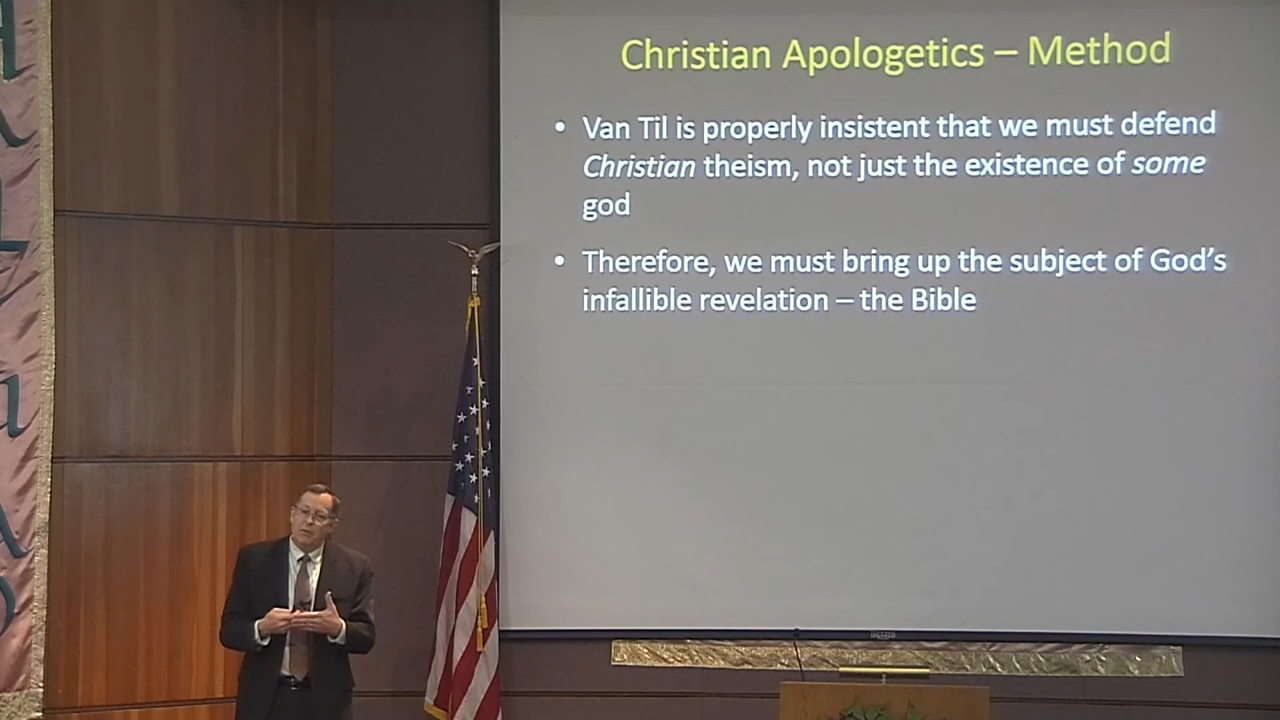 Christian Apologetics – Method
• Van Til is properly insistent that we must defend
Christian theism, not just the existence of some
god
• Therefore, we must bring up the subject of God's
infallible revelation – the Bible